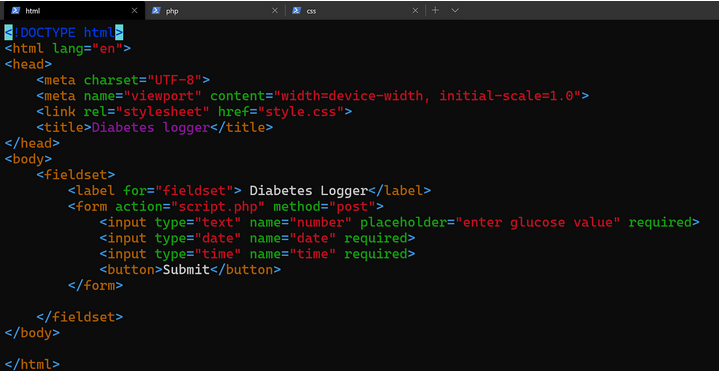 html php css
<!DOCTYPE html>
<html lang="en">
<head>
    <meta charset="UTF-8">
    <meta name="viewport" content="width=device-width, initial-scale=1.0">
    <link rel="stylesheet" href="style.css">
    <title>Diabetes logger</title>
</head>
<body>
    <fieldset>
        <label for="fieldset"> Diabetes Logger</label>
        <form action="script.php" method="post">
            <input type="text" name="number" placeholder="enter glucose value" required>
            <input type="date" name="date" required>
            <input type="time" name="time" required>
            <button>Submit</button>
        </form>

    </fieldset>
</body>

</html>